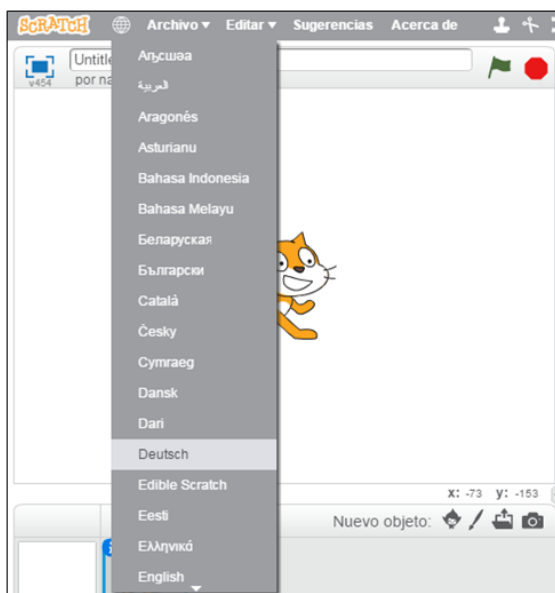 SCRATCH Archivo ▾ Editar ▾ Sugerencias Acerca de
v454
Untitle
por na
Аҧсшәа
العربية
Aragonés
Asturianu
Bahasa Indonesia
Bahasa Melayu
Беларуская
Български
Català
Česky
Cymraeg
Dansk
Dari
Deutsch
Edible Scratch
Eesti
Ελληνικά
English
x: -73 y: -153
Nuevo objeto: